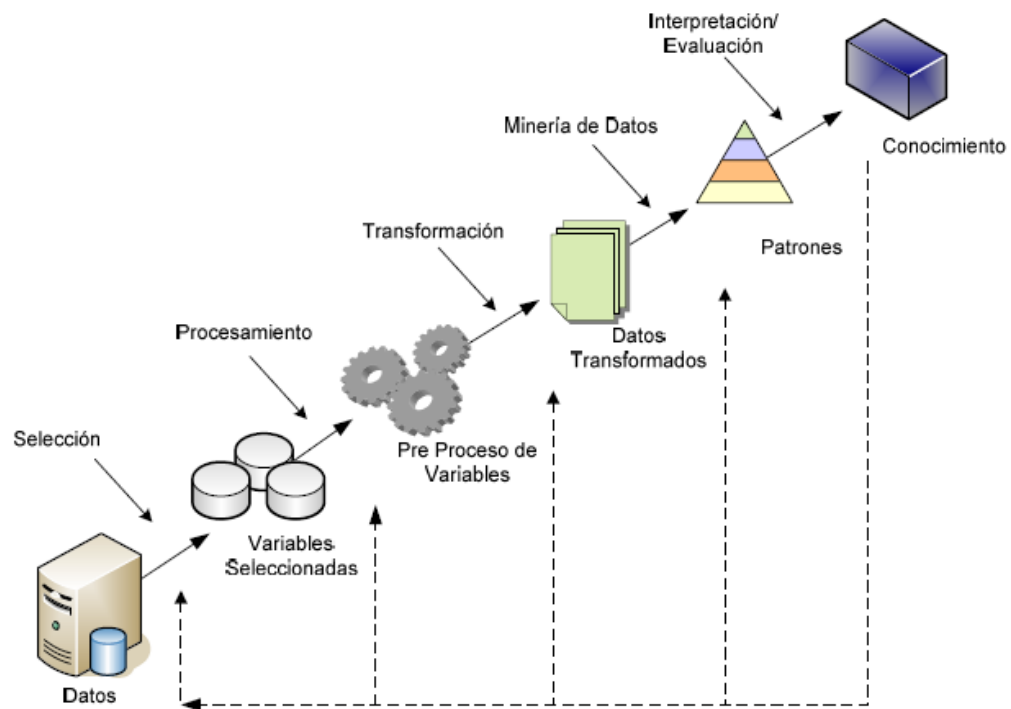 Interpretación/
Evaluación
Conocimiento
Minería de Datos
Patrones
Transformación
Datos
Transformados
Procesamiento
Pre Proceso de
Variables
Selección
Variables
Seleccionadas
Datos